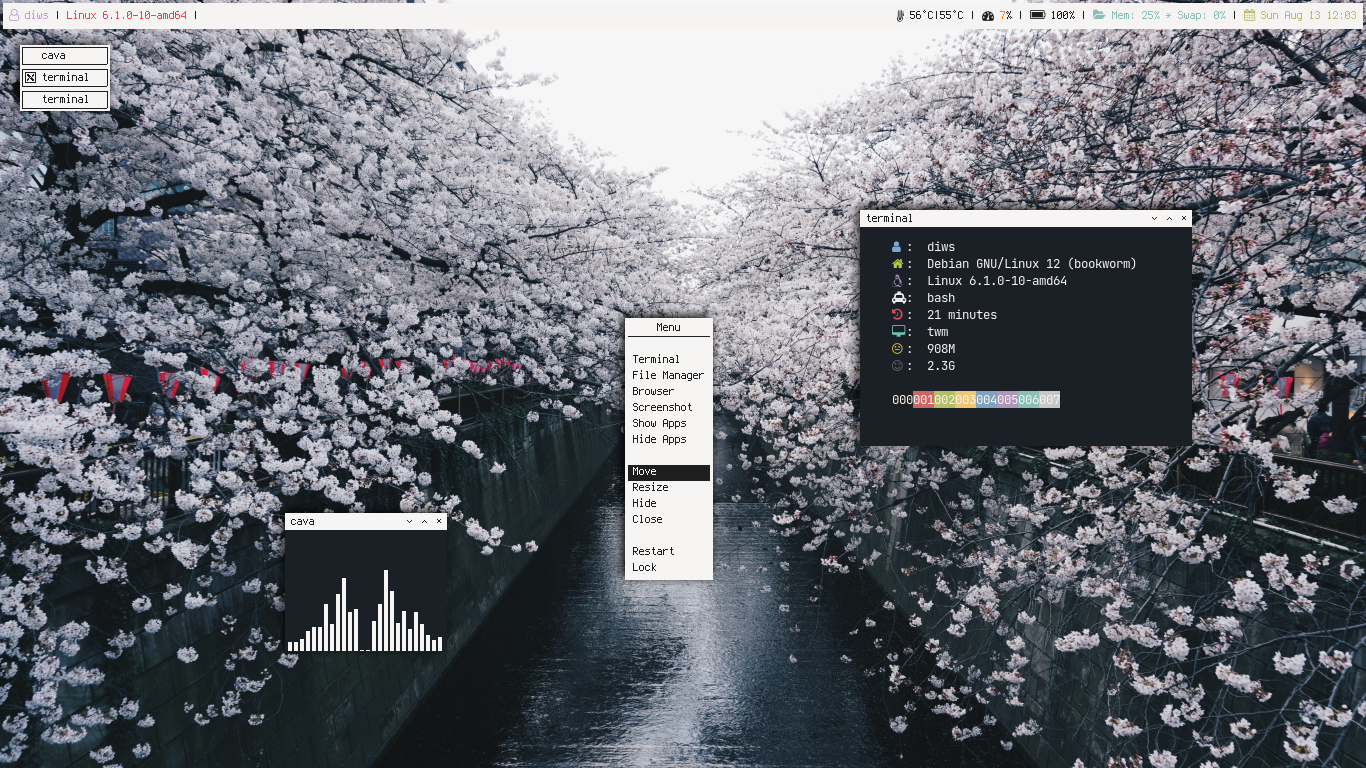 diws | Linux 6.1.0-10-amd64 |
56°C|55°C | 7% | 100% | Mem: 25% * Swap: 0% | Sun Aug 13 12:03
cava
terminal
terminal
terminal
: diws
: Debian GNU/Linux 12 (bookworm)
: Linux 6.1.0-10-amd64
: bash
: 21 minutes
: twm
: 908M
: 2.3G
000001002003004005006007
Menu
Terminal
File Manager
Browser
Screenshot
Show Apps
Hide Apps
Move
Resize
Hide
Close
Restart
Lock
cava